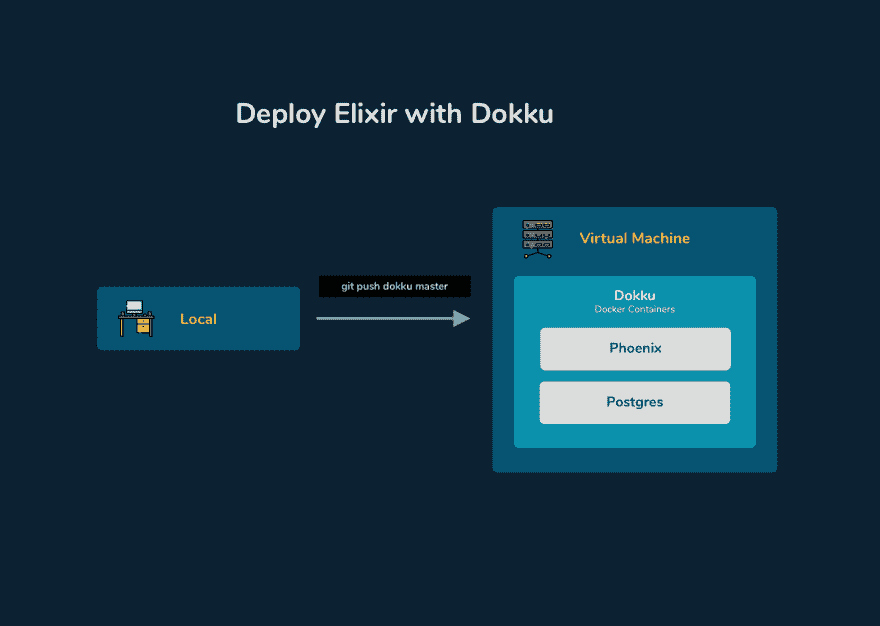 Deploy Elixir with Dokku
Local
git push dokku master
Virtual Machine
Dokku
Docker Containers
Phoenix
Postgres